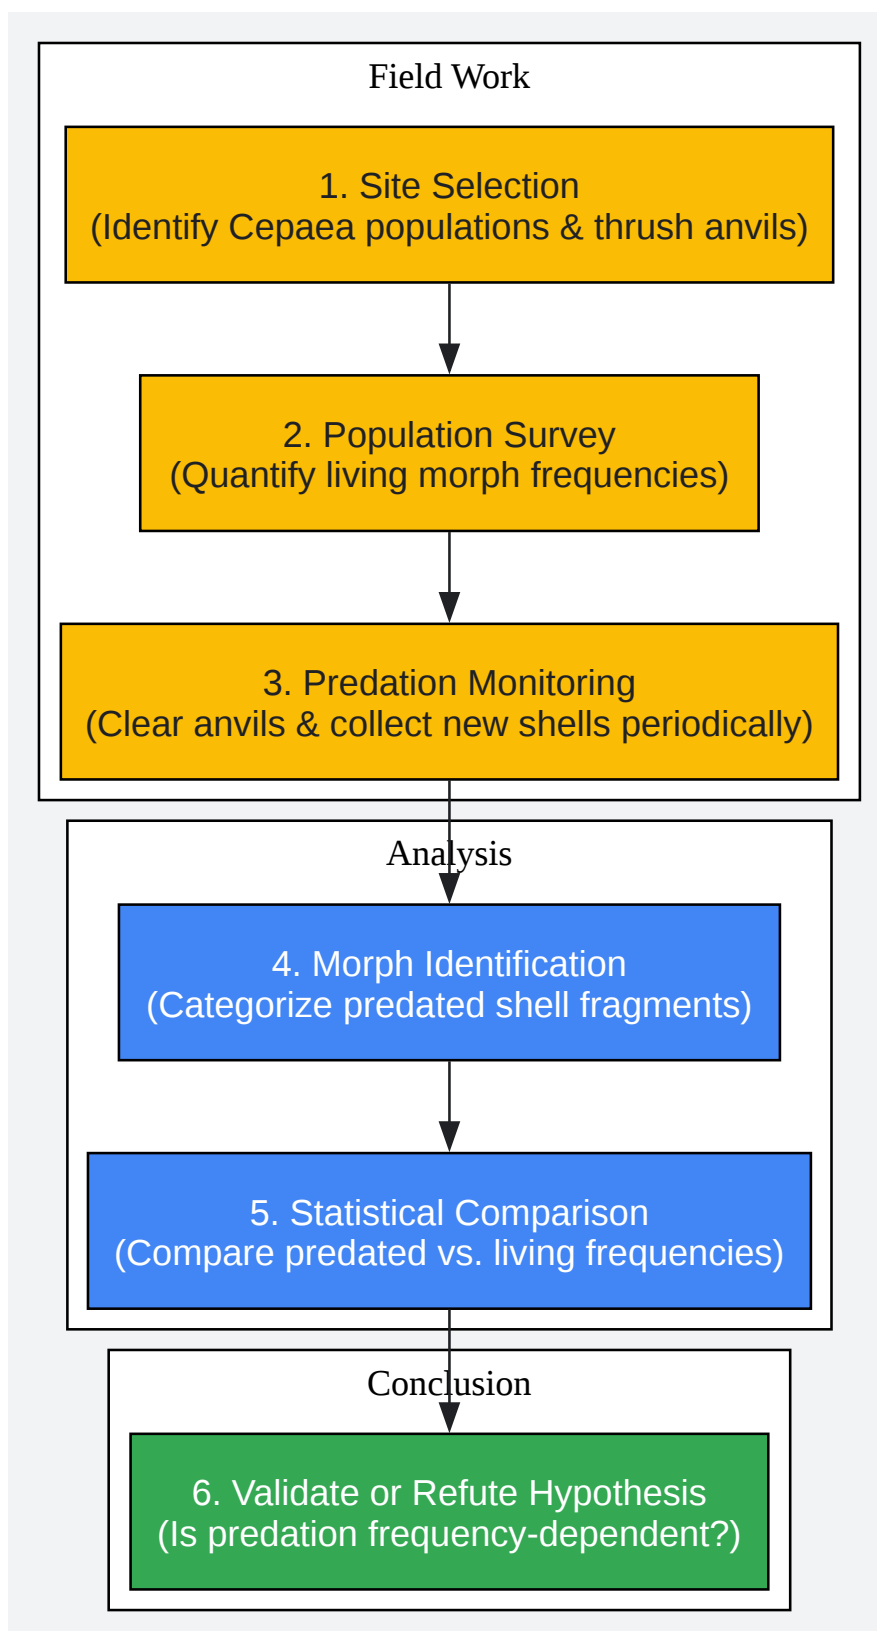 Field Work
1. Site Selection
(Identify Cepaea populations & thrush anvils)
2. Population Survey
(Quantify living morph frequencies)
3. Predation Monitoring
(Clear anvils & collect new shells periodically)
Analysis
4. Morph Identification
(Categorize predated shell fragments)
5. Statistical Comparison
(Compare predated vs. living frequencies)
Conclusion
6. Validate or Refute Hypothesis
(Is predation frequency-dependent?)